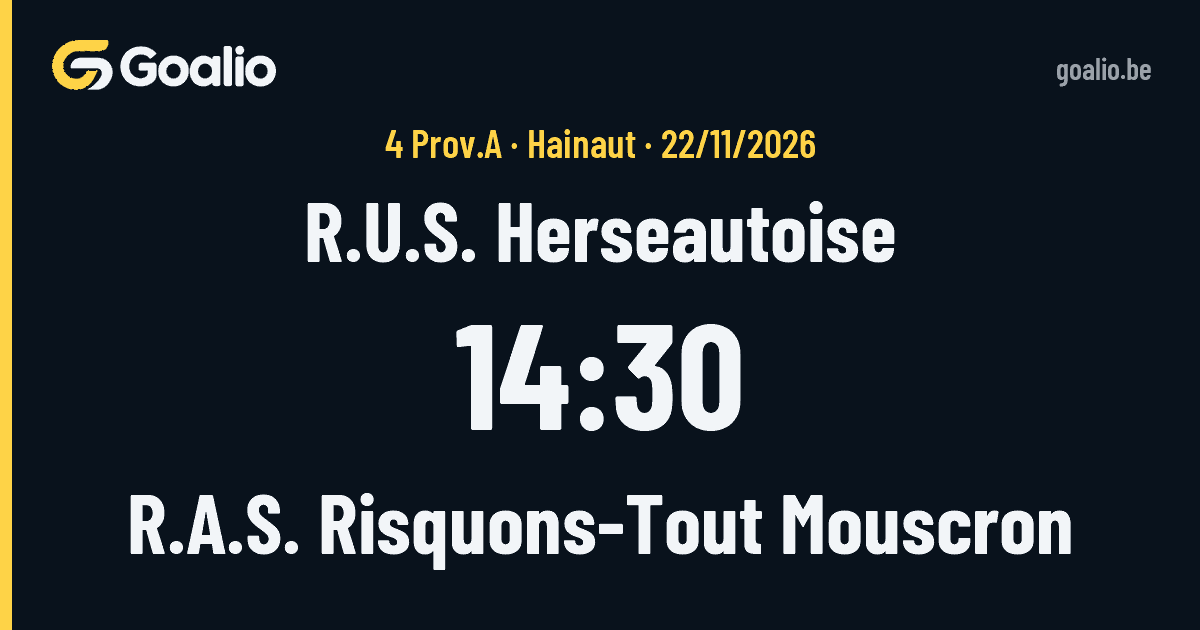 Goalio
goalio.be
4 Prov.A · Hainaut · 22/11/2026
R.U.S. Herseautoise
14:30
R.A.S. Risquons-Tout Mouscron